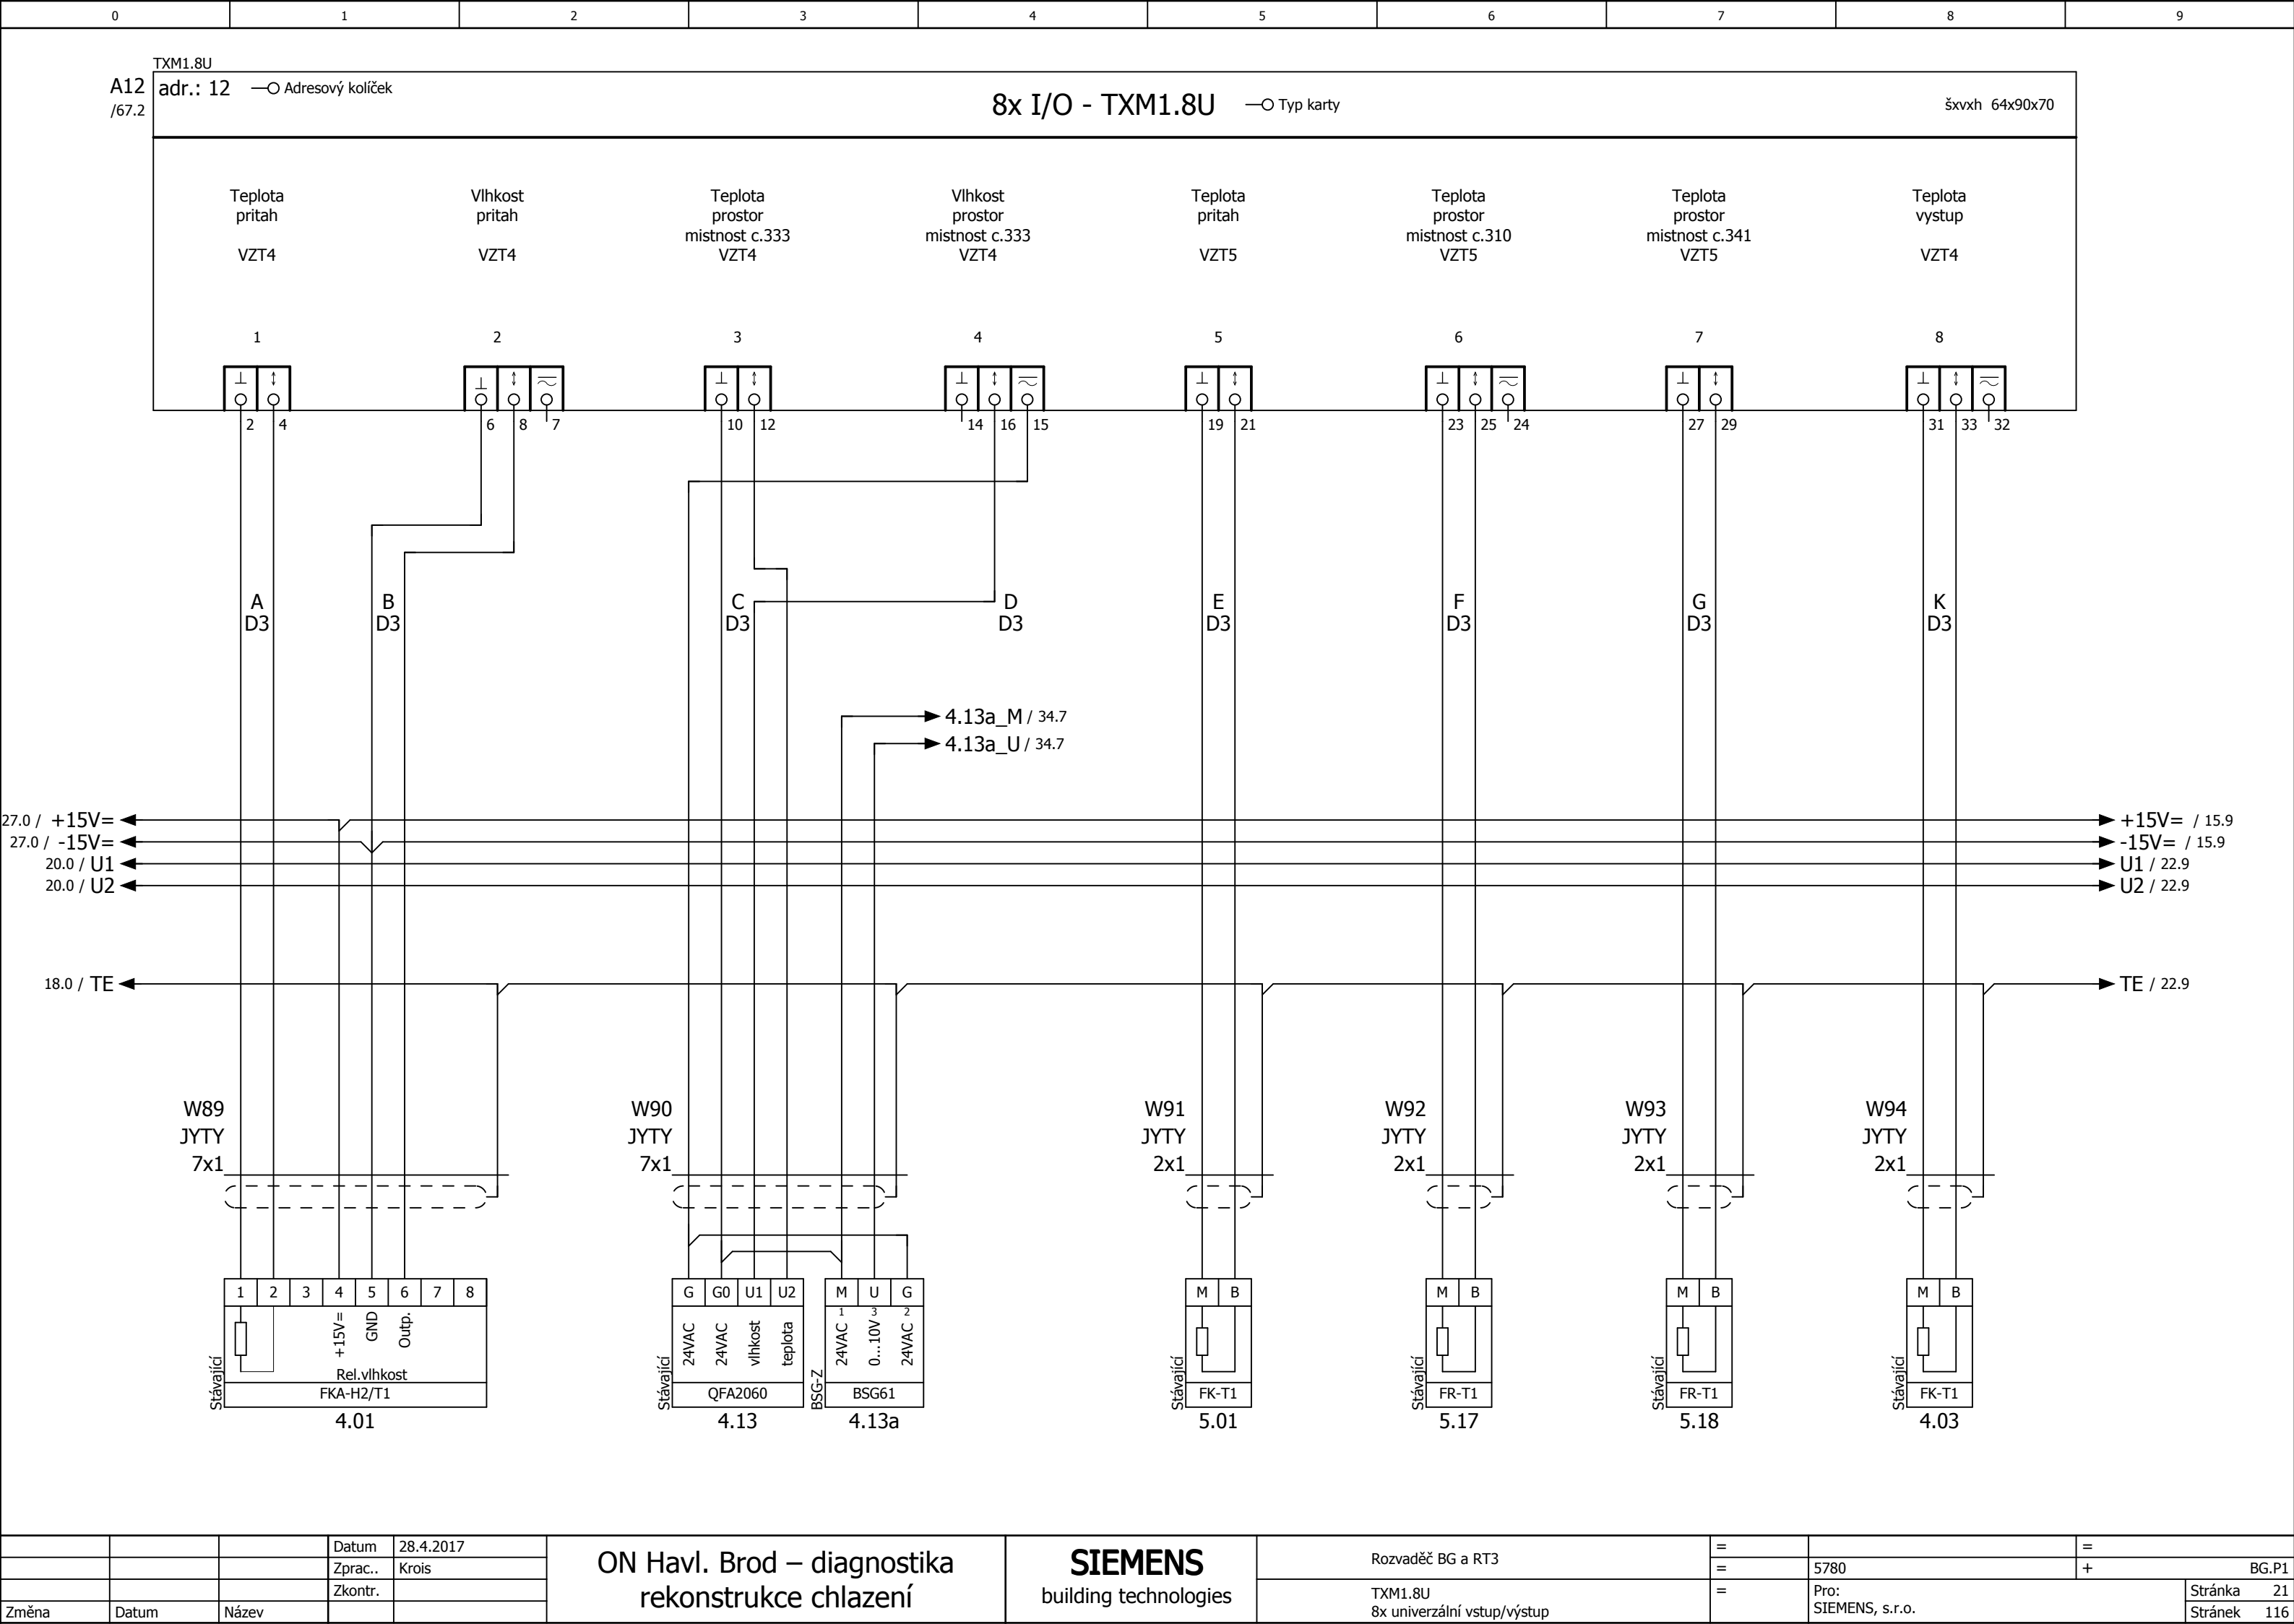 0 1 2 3 4 5 6 7 8 9
TXM1.8U
A12
/67.2
adr.: 12
Adresový kolíček
8x I/O - TXM1.8U
Typ karty
šxvxh 64x90x70
Teplota
pritah
VZT4
Vlhkost
pritah
VZT4
Teplota
prostor
mistnost c.333
VZT4
Vlhkost
prostor
mistnost c.333
VZT4
Teplota
pritah
VZT5
Teplota
prostor
mistnost c.310
VZT5
Teplota
prostor
mistnost c.341
VZT5
Teplota
vystup
VZT4
1 2 3 4 5 6 7 8
2 4 6 8 7 10 12 14 16 15 19 21 23 25 24 27 29 31 33 32
A
D3
B
D3
C
D3
D
D3
E
D3
F
D3
G
D3
K
D3
4.13a_M / 34.7
4.13a_U / 34.7
27.0 / +15V=
27.0 / -15V=
20.0 / U1
20.0 / U2
+15V= / 15.9
-15V= / 15.9
U1 / 22.9
U2 / 22.9
18.0 / TE
TE / 22.9
W89
JYTY
7x1
W90
JYTY
7x1
W91
JYTY
2x1
W92
JYTY
2x1
W93
JYTY
2x1
W94
JYTY
2x1
Stávající
1 2 3 4 5 6 7 8
+15V=
GND
Outp.
Rel.vlhkost
FKA-H2/T1
4.01
Stávající
G G0 U1 U2
24VAC
24VAC
vlhkost
teplota
QFA2060
4.13
BSG-Z
M U G
1 3 2
24VAC
0...10V
24VAC
BSG61
4.13a
Stávající
M B
FK-T1
5.01
Stávající
M B
FR-T1
5.17
Stávající
M B
FR-T1
5.18
Stávající
M B
FK-T1
4.03
Datum 28.4.2017
Zprac.. Krois
Zkontr.
Změna Datum Název
ON Havl. Brod – diagnostika
rekonstrukce chlazení
SIEMENS
building technologies
Rozvaděč BG a RT3
TXM1.8U
8x univerzální vstup/výstup
=
=
=
5780
Pro:
SIEMENS, s.r.o.
=
+ BG.P1
Stránka 21
Stránek 116